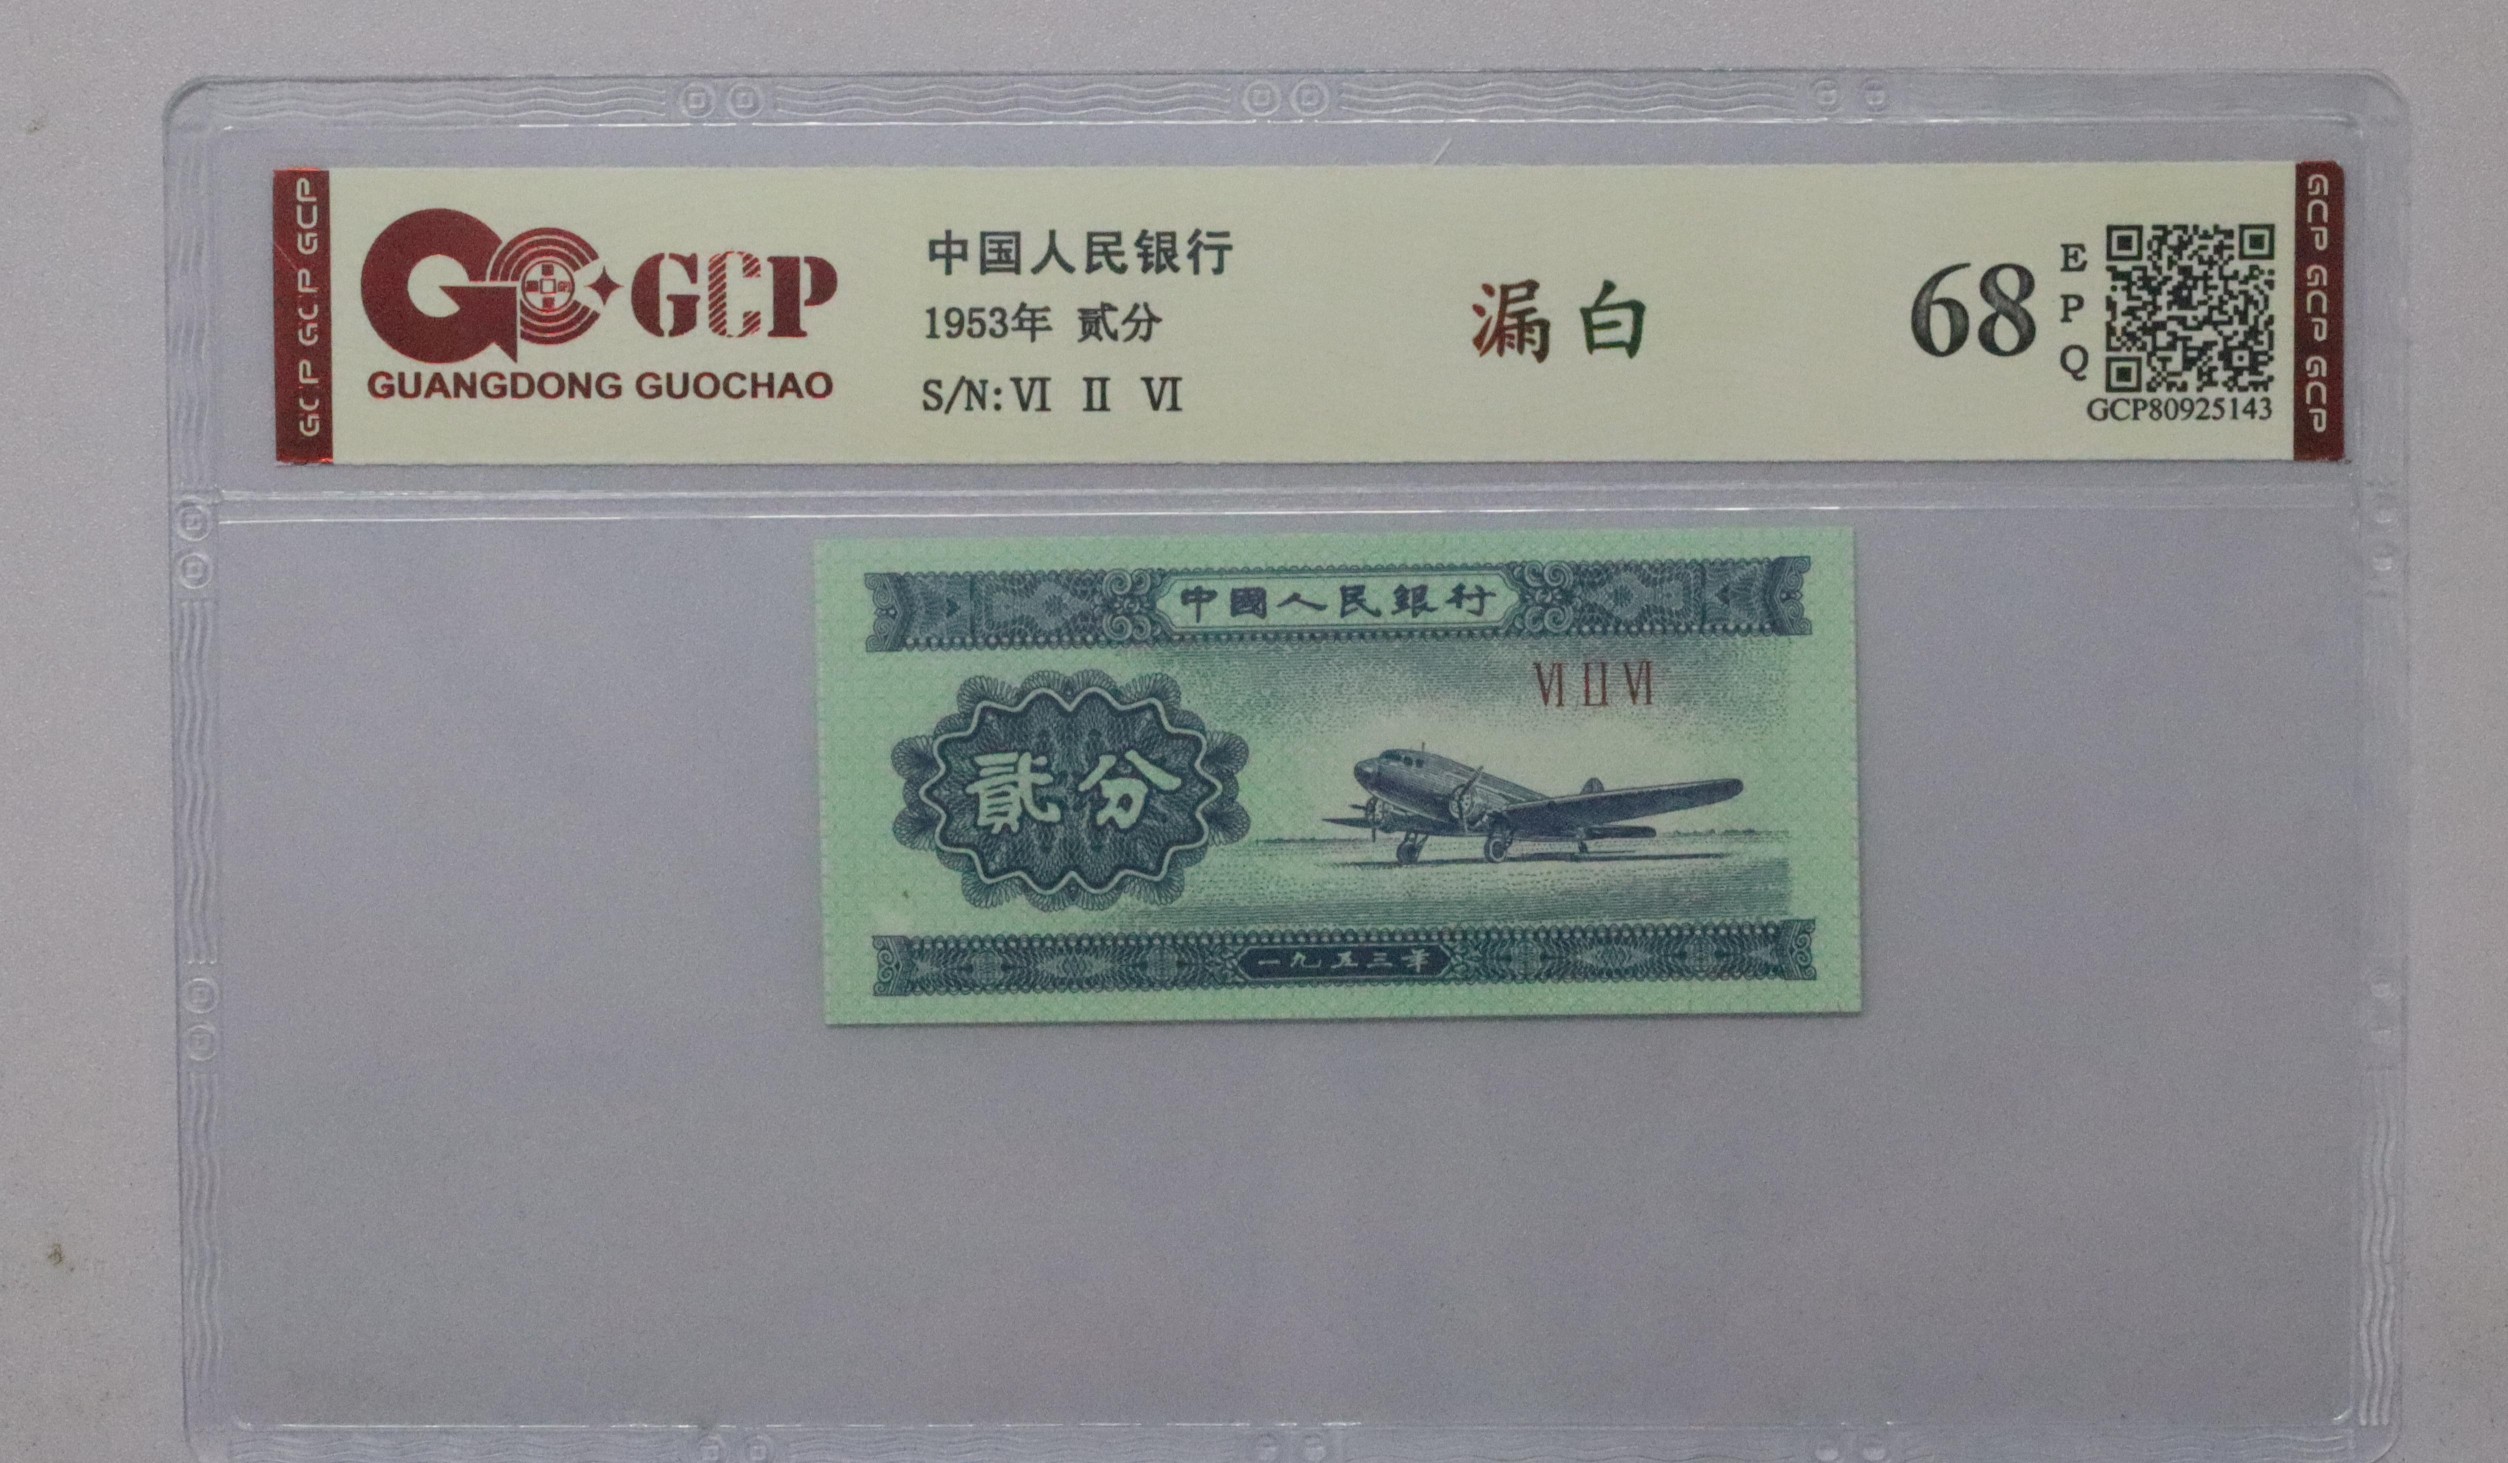 GCP GCP GCP
GCP
GUANGDONG GUOCHAO
中国人民银行
1953年 贰分
S/N: VI II VI
漏白
68
E
P
Q
GCP80925143
GCP GCP GCP
中國人民銀行
VI II VI
貳分
一九五三年